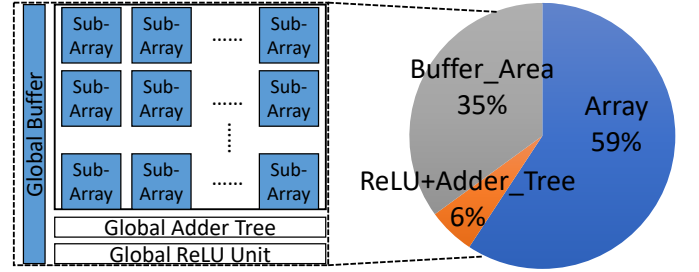 Global Buffer
Sub-
Array
Sub-
Array
......
Sub-
Array
Sub-
Array
Sub-
Array
......
Sub-
Array
......
Sub-
Array
Sub-
Array
......
Sub-
Array
Global Adder Tree
Global ReLU Unit
Buffer_Area
35%
Array
59%
ReLU+Adder_Tree
6%